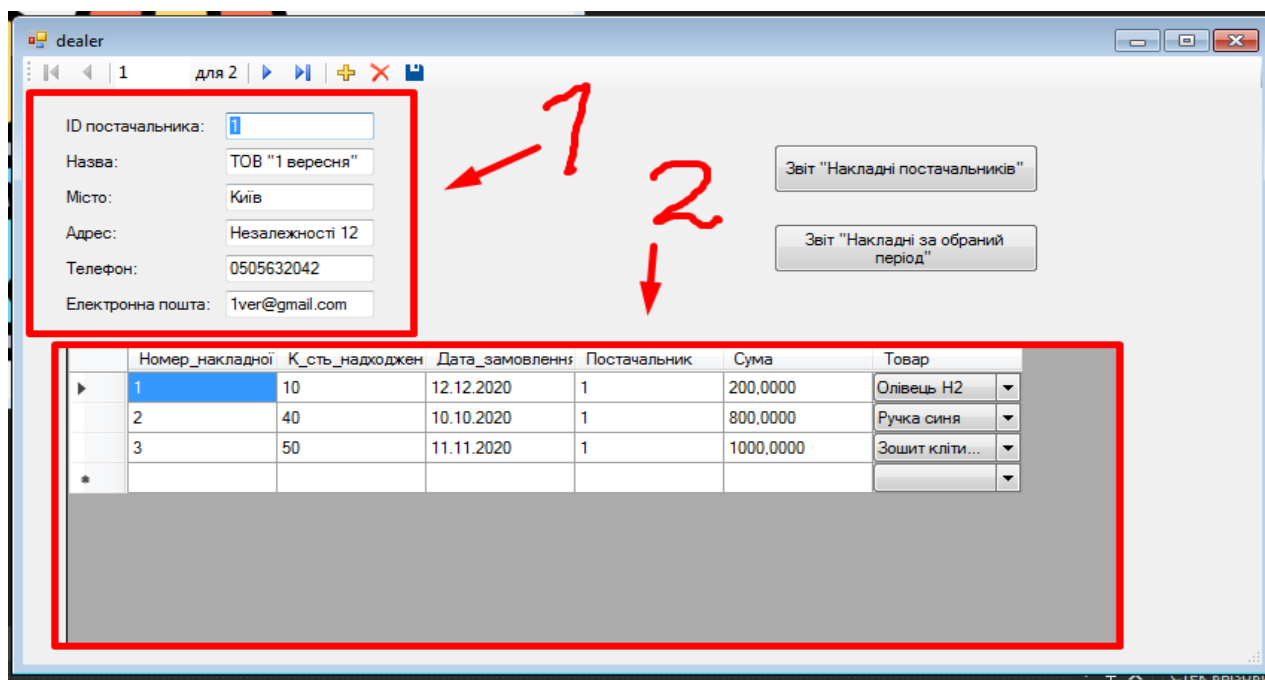 dealer
1 для 2
1
ID постачальника: 1
Назва: ТОВ "1 вересня"
Звіт "Накладні постачальників"
2
Місто: Київ
Адрес: Незалежності 12
Звіт "Накладні за обраний
період"
Телефон: 0505632042
Електронна пошта: 1ver@gmail.com
Номер_накладної К_сть_надходжен Дата_замовлення Постачальник Сума Товар
1 10 12.12.2020 1 200,0000 Олівець Н2
2 40 10.10.2020 1 800,0000 Ручка синя
3 50 11.11.2020 1 1000,0000 Зошит кліти...